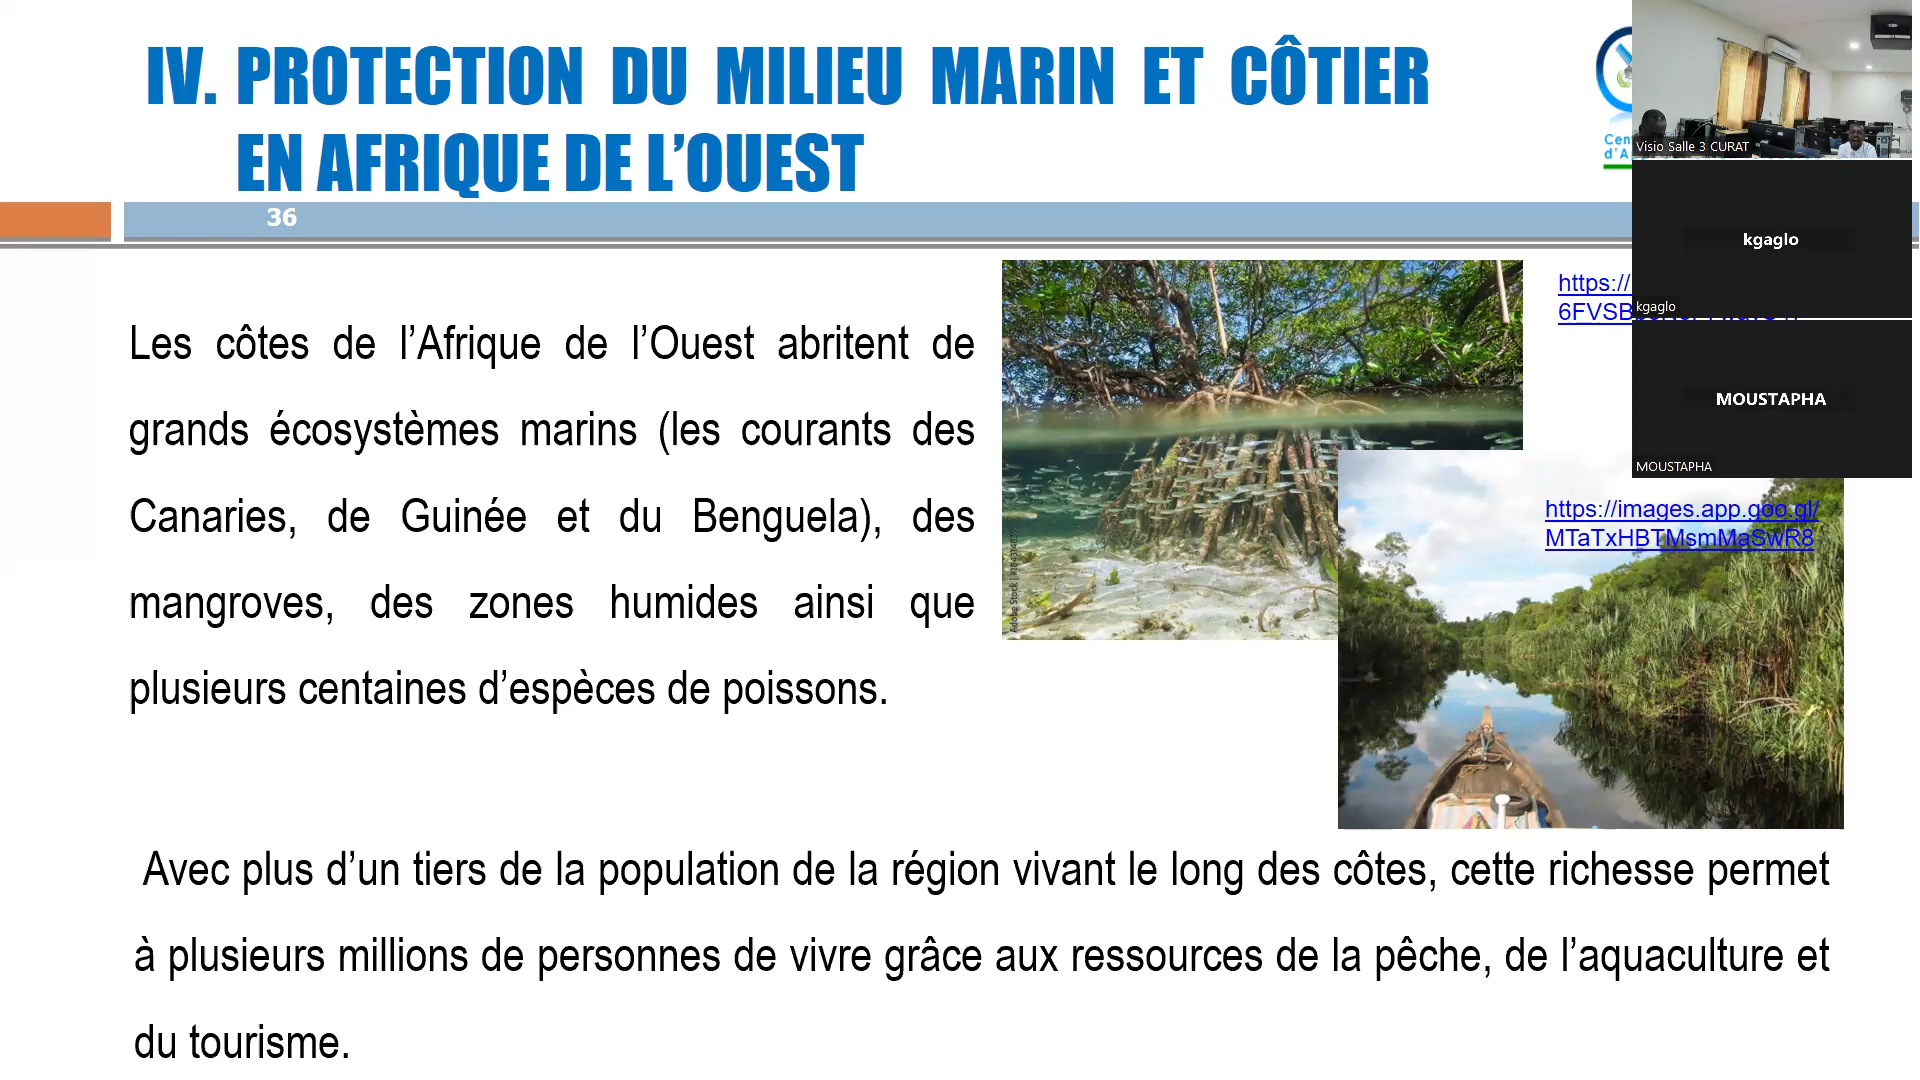 IV. PROTECTION DU MILIEU MARIN ET CÔTIER
EN AFRIQUE DE L’OUEST
36
Les côtes de l’Afrique de l’Ouest abritent de
grands écosystèmes marins (les courants des
Canaries, de Guinée et du Benguela), des
mangroves, des zones humides ainsi que
plusieurs centaines d’espèces de poissons.
https://
6FVSB
https://images.app.goo.gl/
MTaTxHBTMsmMaSwR8
Avec plus d’un tiers de la population de la région vivant le long des côtes, cette richesse permet
à plusieurs millions de personnes de vivre grâce aux ressources de la pêche, de l’aquaculture et
du tourisme.
Visio Salle 3 CURAT
kgaglo
kgaglo
MOUSTAPHA
MOUSTAPHA